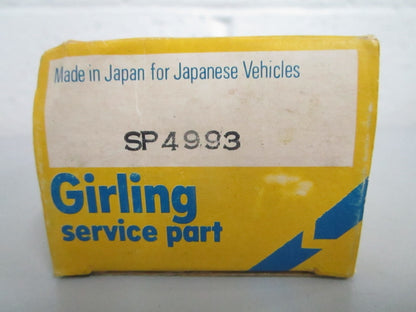 Made in Japan for Japanese Vehicles
SP4993
Girling
service part